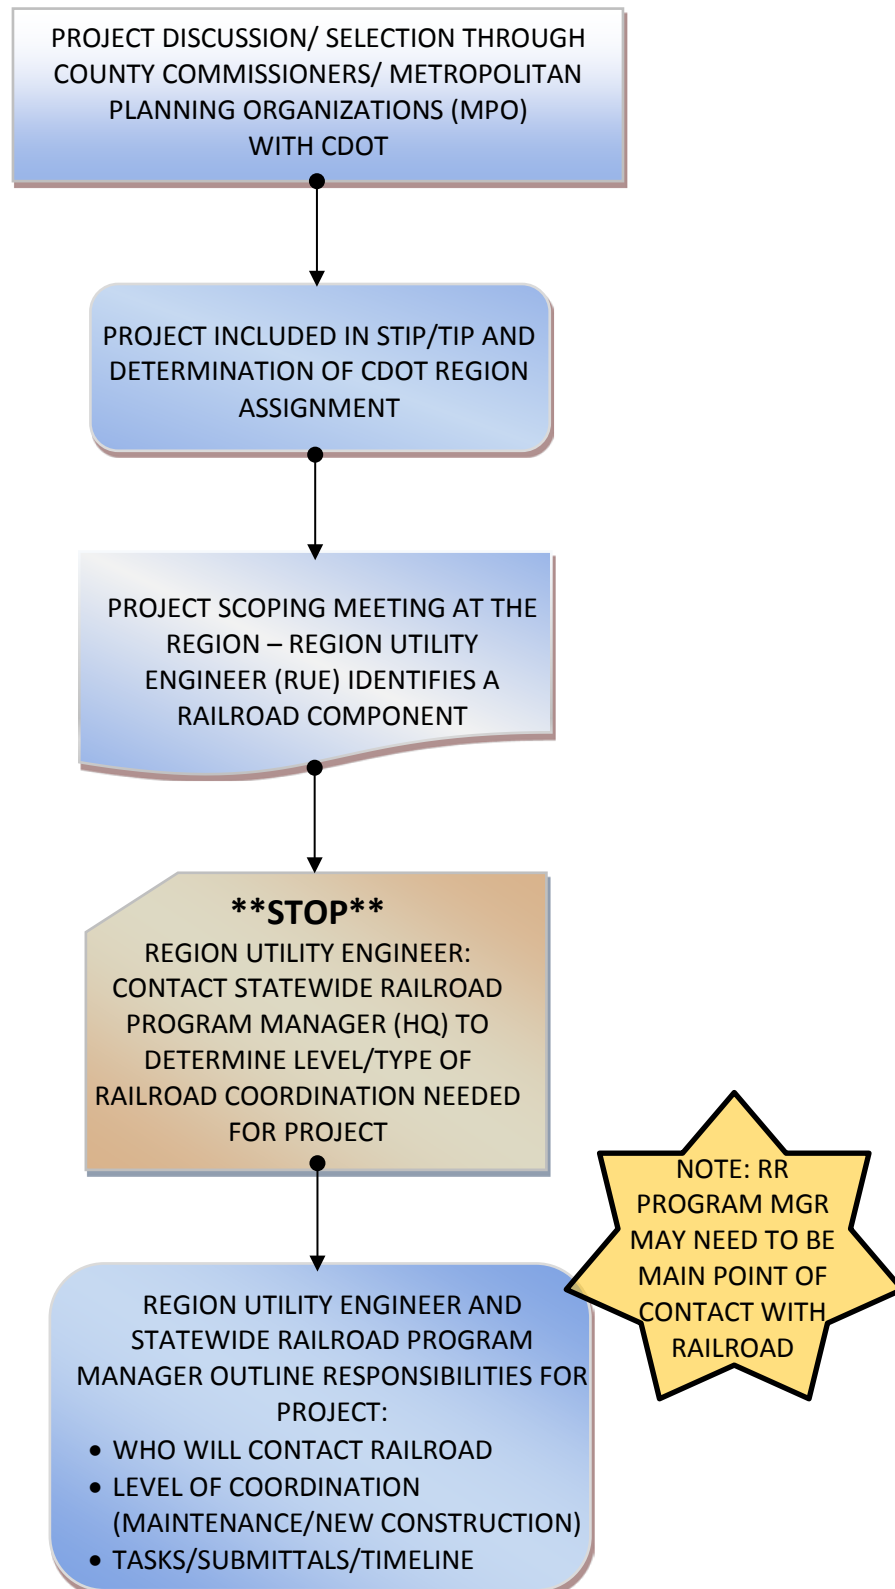 PROJECT DISCUSSION/ SELECTION THROUGH
COUNTY COMMISSIONERS/ METROPOLITAN
PLANNING ORGANIZATIONS (MPO)
WITH CDOT
PROJECT INCLUDED IN STIP/TIP AND
DETERMINATION OF CDOT REGION
ASSIGNMENT
PROJECT SCOPING MEETING AT THE
REGION – REGION UTILITY
ENGINEER (RUE) IDENTIFIES A
RAILROAD COMPONENT
**STOP**
REGION UTILITY ENGINEER:
CONTACT STATEWIDE RAILROAD
PROGRAM MANAGER (HQ) TO
DETERMINE LEVEL/TYPE OF
RAILROAD COORDINATION NEEDED
FOR PROJECT
NOTE: RR
PROGRAM MGR
MAY NEED TO BE
MAIN POINT OF
CONTACT WITH
RAILROAD
REGION UTILITY ENGINEER AND
STATEWIDE RAILROAD PROGRAM
MANAGER OUTLINE RESPONSIBILITIES FOR
PROJECT:
• WHO WILL CONTACT RAILROAD
• LEVEL OF COORDINATION
(MAINTENANCE/NEW CONSTRUCTION)
• TASKS/SUBMITTALS/TIMELINE